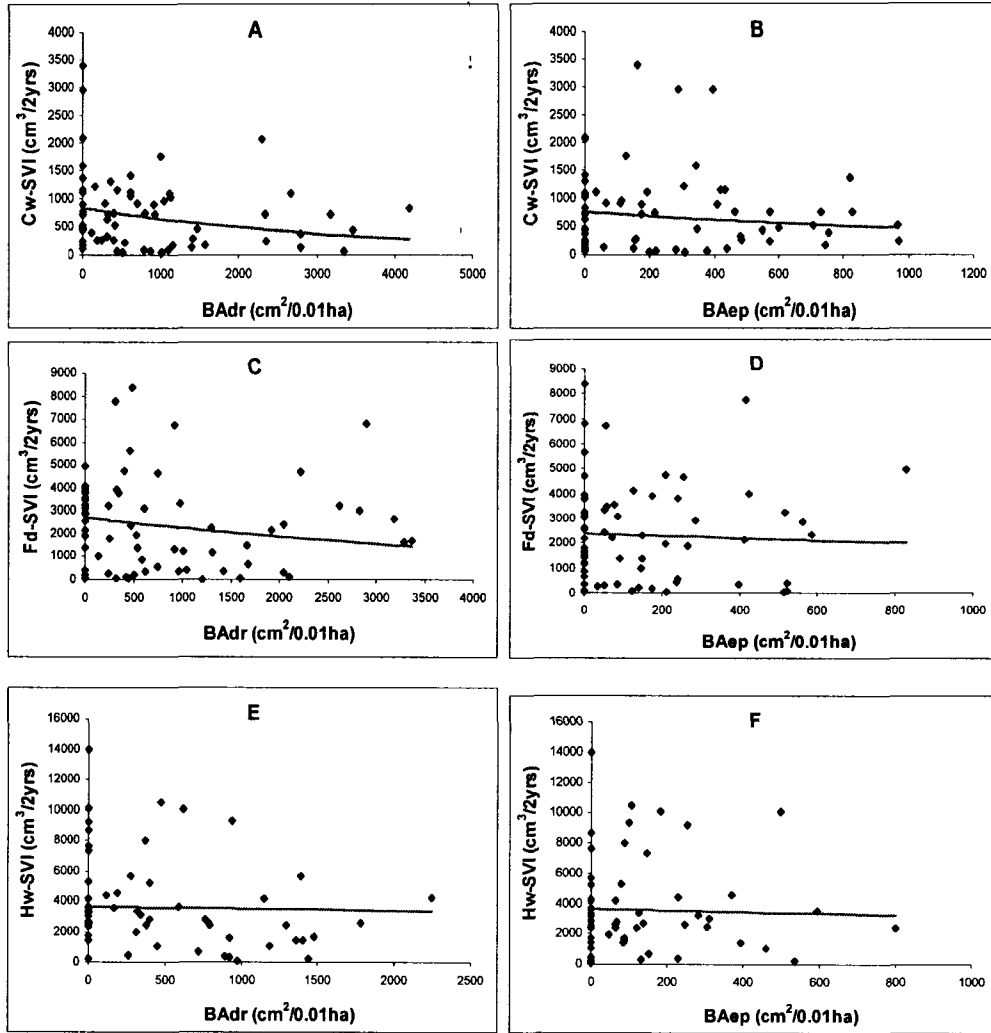 A
Cw-SVI (cm³/2yrs)
4000
3500
3000
2500
2000
1500
1000
500
0
0 1000 2000 3000 4000 5000
BAdr (cm²/0.01ha)
B
Cw-SVI (cm³/2yrs)
4000
3500
3000
2500
2000
1500
1000
500
0
0 200 400 600 800 1000 1200
BAep (cm²/0.01ha)
C
Fd-SVI (cm³/2yrs)
9000
8000
7000
6000
5000
4000
3000
2000
1000
0
0 500 1000 1500 2000 2500 3000 3500 4000
BAdr (cm²/0.01ha)
D
Fd-SVI (cm³/2yrs)
9000
8000
7000
6000
5000
4000
3000
2000
1000
0
0 200 400 600 800 1000
BAep (cm²/0.01ha)
E
Hw-SVI (cm³/2yrs)
16000
14000
12000
10000
8000
6000
4000
2000
0
0 500 1000 1500 2000 2500
BAdr (cm²/0.01ha)
F
Hw-SVI (cm³/2yrs)
16000
14000
12000
10000
8000
6000
4000
2000
0
0 200 400 600 800 1000
BAep (cm²/0.01ha)